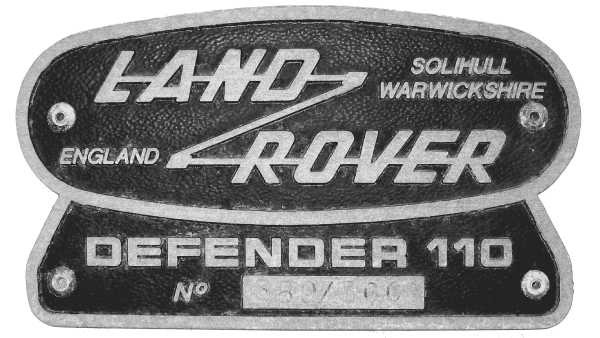 LAND
SOLIHULL
WARWICKSHIRE
ENGLAND
ROVER
DEFENDER 110
Nº